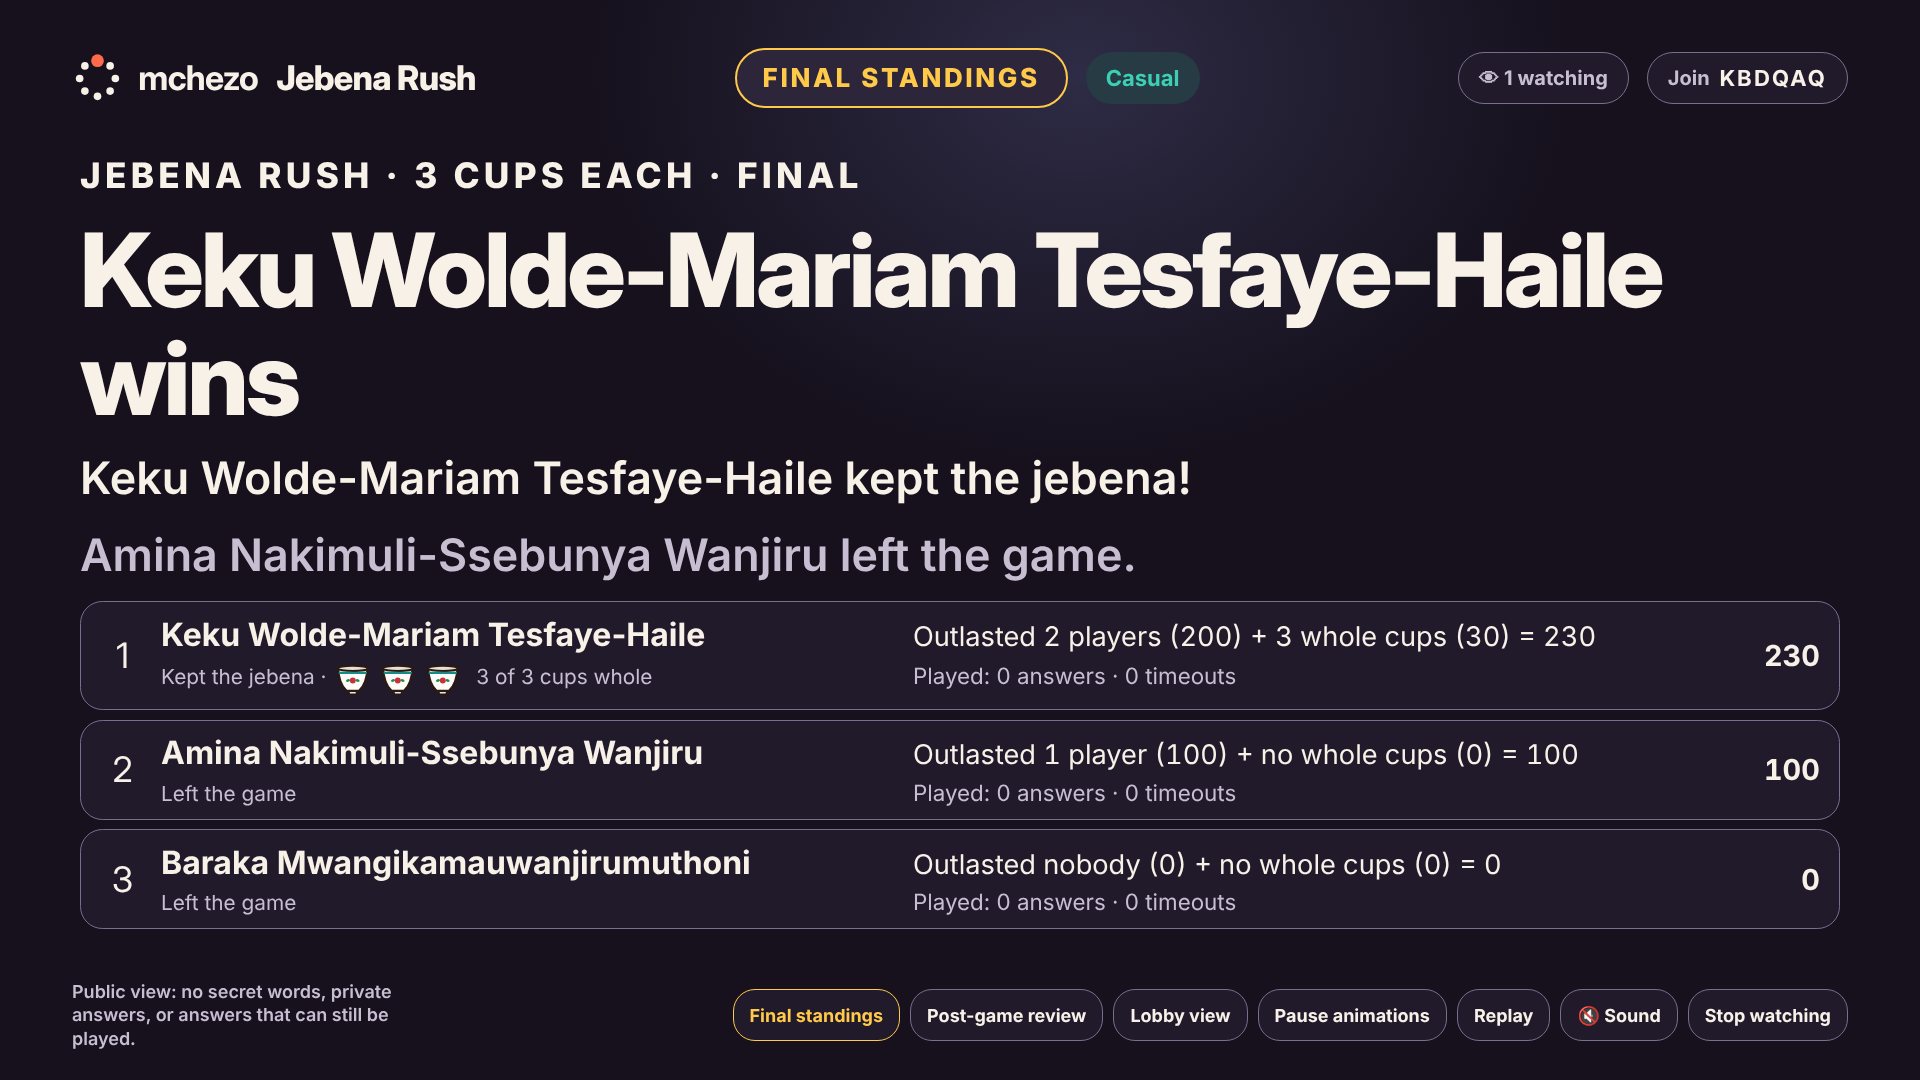 mchezo Jebena Rush
FINAL STANDINGS
Casual
👁 1 watching
Join KBDQAQ
JEBENA RUSH · 3 CUPS EACH · FINAL
Keku Wolde-Mariam Tesfaye-Haile
wins
Keku Wolde-Mariam Tesfaye-Haile kept the jebena!
Amina Nakimuli-Ssebunya Wanjiru left the game.
1
Keku Wolde-Mariam Tesfaye-Haile
Kept the jebena · 3 of 3 cups whole
Outlasted 2 players (200) + 3 whole cups (30) = 230
Played: 0 answers · 0 timeouts
230
2
Amina Nakimuli-Ssebunya Wanjiru
Left the game
Outlasted 1 player (100) + no whole cups (0) = 100
Played: 0 answers · 0 timeouts
100
3
Baraka Mwangikamauwanjirumuthoni
Left the game
Outlasted nobody (0) + no whole cups (0) = 0
Played: 0 answers · 0 timeouts
0
Public view: no secret words, private
answers, or answers that can still be
played.
Final standings
Post-game review
Lobby view
Pause animations
Replay
🔇 Sound
Stop watching